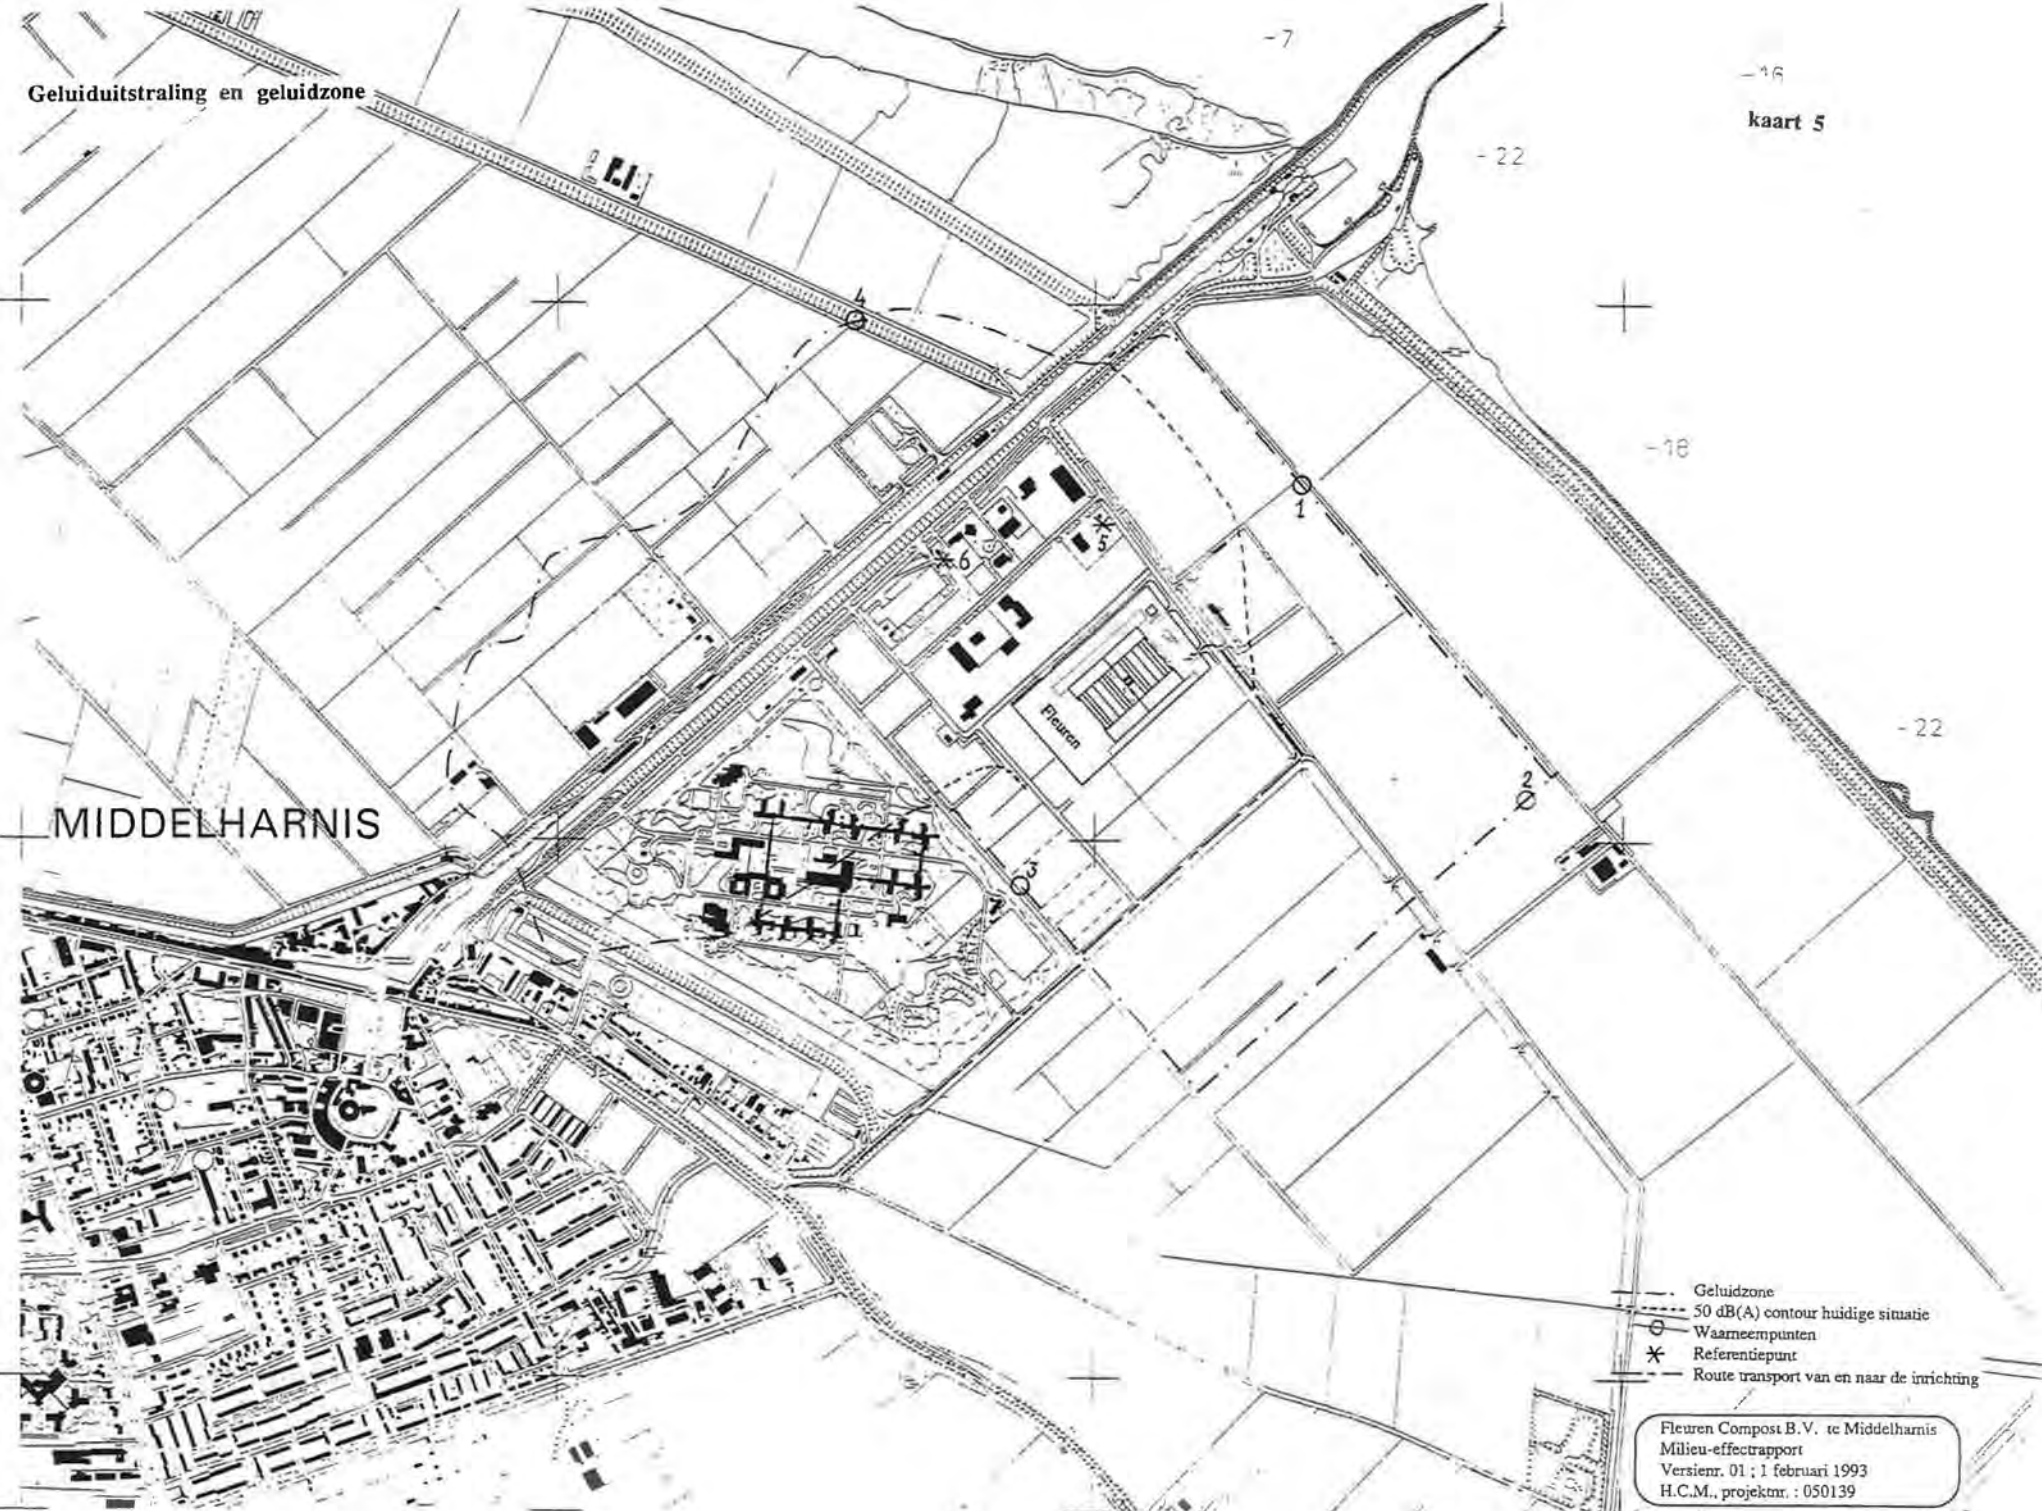 Geluiduitstraling en geluidzone
-7
-16
kaart 5
-22
4
-18
1
5
6
Fleuren
-22
2
MIDDELHARNIS
3
7
Geluidzone
50 dB(A) contour huidige situatie
Waarneempunten
Referentiepunt
Route transport van en naar de inrichting
Fleuren Compost B.V. te Middelharnis
Milieu-effectrapport
Versienr. 01 ; 1 februari 1993
H.C.M., projektnr. : 050139